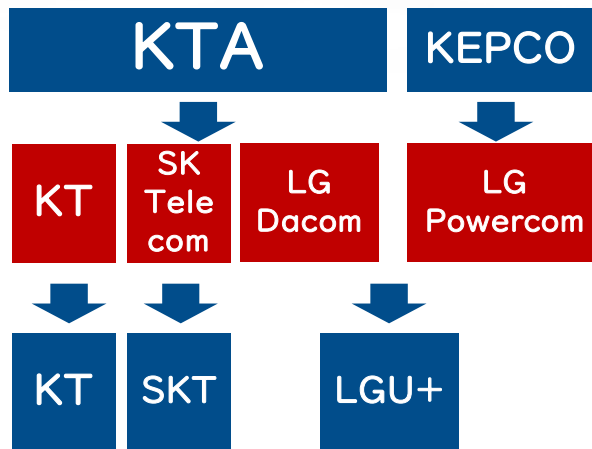 KTA
KEPCO
KT
SK
Tele
com
LG
Dacom
LG
Powercom
KT
SKT
LGU+